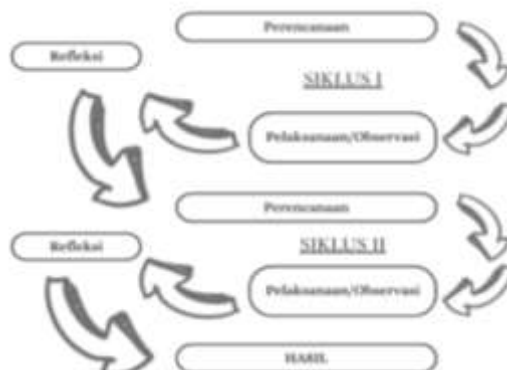 Perencanaan
Refleksi
SIKLUS I
Pelaksanaan/Observasi
Perencanaan
Refleksi
SIKLUS II
Pelaksanaan/Observasi
HASIL